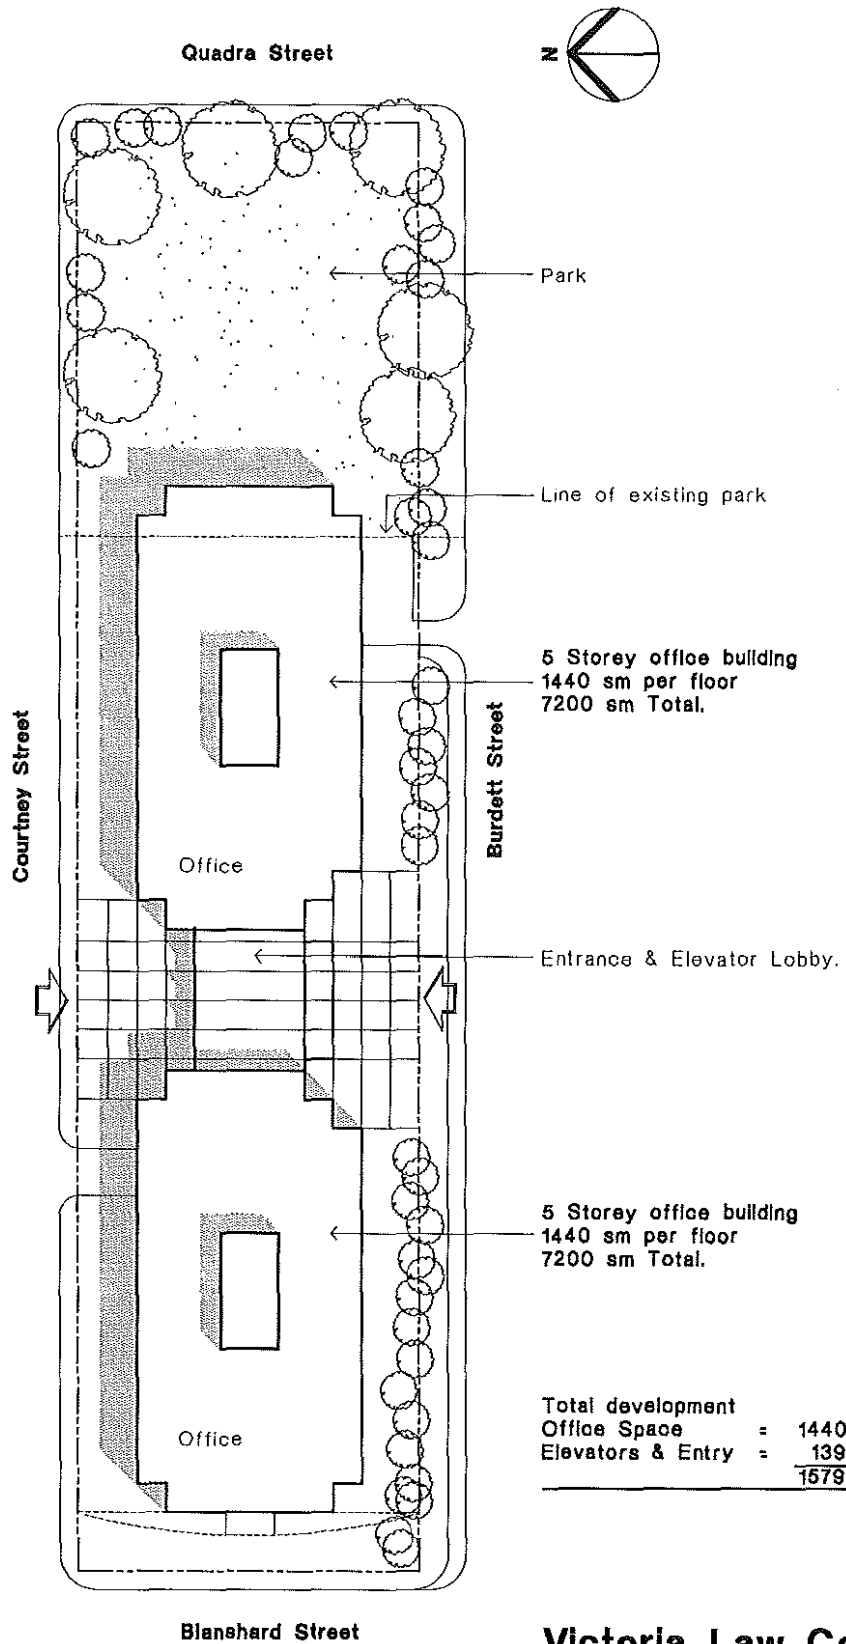 Quadra Street
N
Park
Line of existing park
5 Storey office building
1440 sm per floor
7200 sm Total.
Courtney Street
Burdett Street
Office
Entrance & Elevator Lobby.
5 Storey office building
1440 sm per floor
7200 sm Total.
Office
Total development
Office Space = 1440
Elevators & Entry = 139
1579
Blanshard Street
Victoria Law